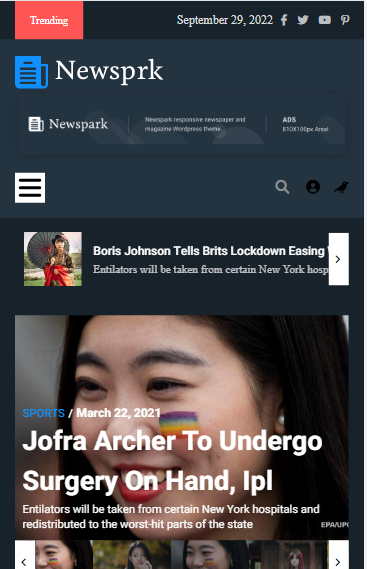 Trending
September 29, 2022
Newsprk
Newspark
Newspark responsive newspaper and
magazine Wordpress theme.
ADS
810X100px Area!
Boris Johnson Tells Brits Lockdown Easing
Entilators will be taken from certain New York hosp
SPORTS / March 22, 2021
Jofra Archer To Undergo
Surgery On Hand, Ipl
Entilators will be taken from certain New York hospitals and
redistributed to the worst-hit parts of the state
EPA/UPG